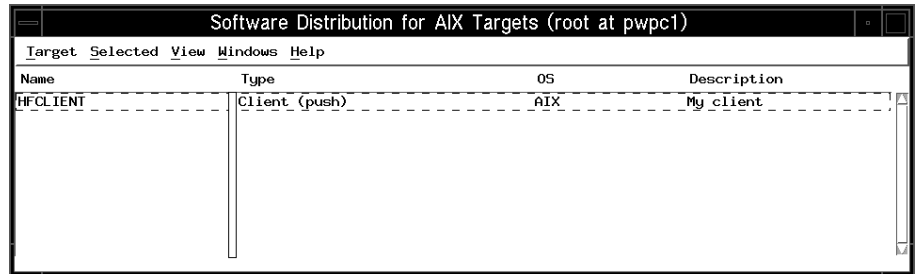 Software Distribution for AIX Targets (root at pwpc1)
Target Selected View Windows Help
Name Type OS Description
HFCLIENT Client (push) AIX My client